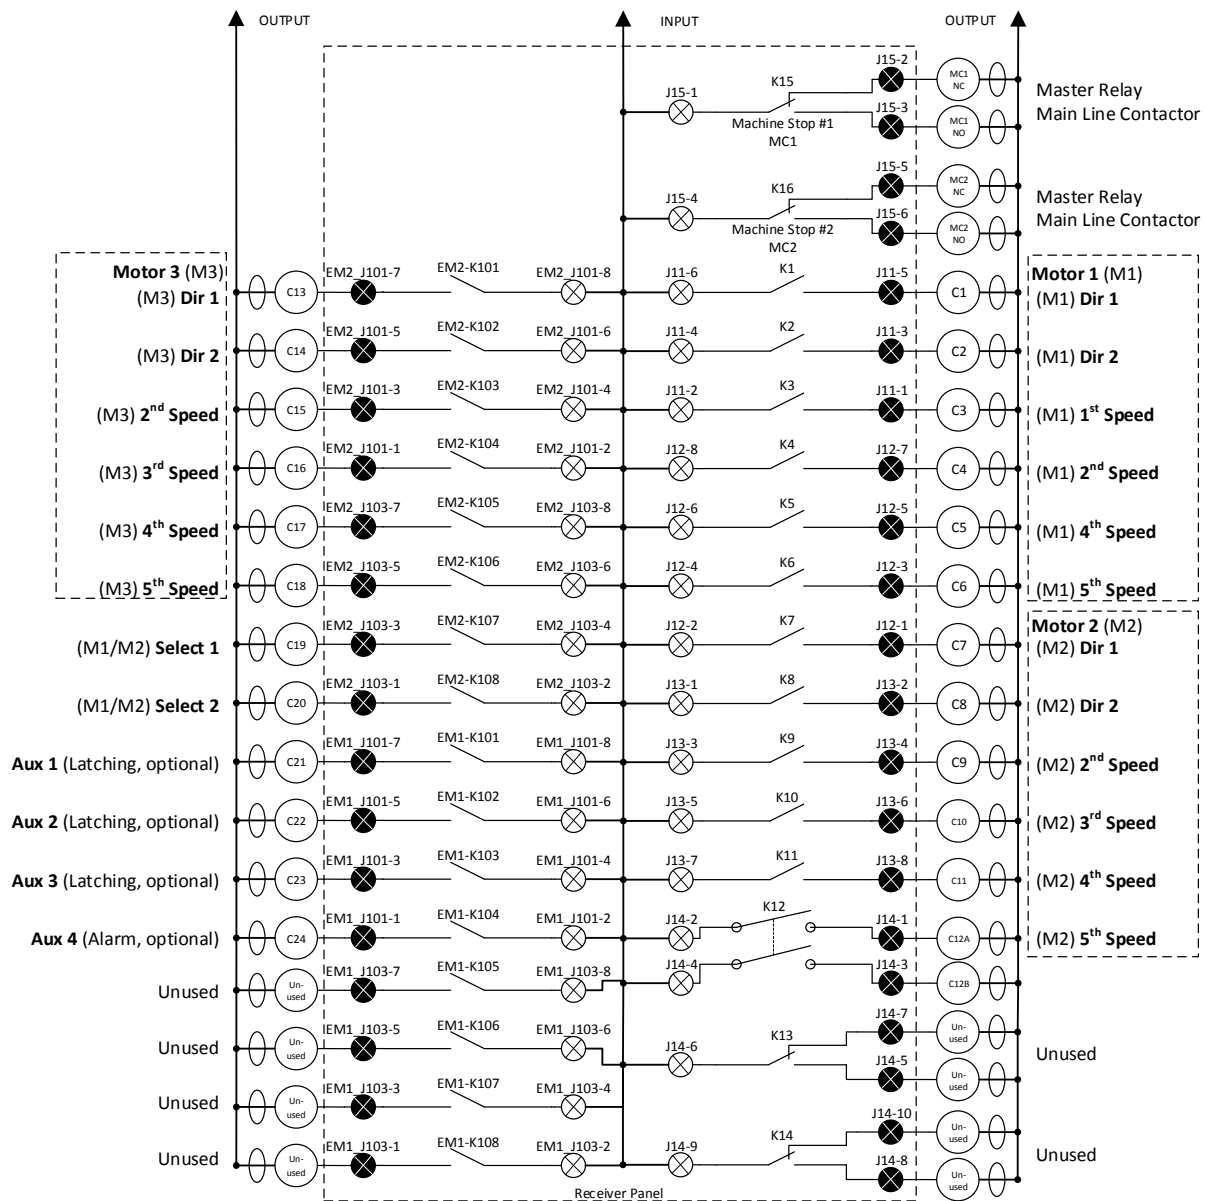 OUTPUT INPUT OUTPUT
J15-2
K15 MC1 NC
J15-1 Master Relay
J15-3 Main Line Contactor
Machine Stop #1 MC1 NO
MC1
J15-5
K16 MC2 NC
J15-4 Master Relay
J15-6 Main Line Contactor
Machine Stop #2 MC2 NO
MC2
Motor 3 (M3) EM2_J101-7 EM2-K101 EM2_J101-8 J11-6 K1 J11-5 Motor 1 (M1)
(M3) Dir 1 C13 C1 (M1) Dir 1
EM2_J101-5 EM2-K102 EM2_J101-6 J11-4 K2 J11-3
(M3) Dir 2 C14 C2 (M1) Dir 2
EM2_J101-3 EM2-K103 EM2_J101-4 J11-2 K3 J11-1
(M3) 2nd Speed C15 C3 (M1) 1st Speed
EM2_J101-1 EM2-K104 EM2_J101-2 J12-8 K4 J12-7
(M3) 3rd Speed C16 C4 (M1) 2nd Speed
EM2_J103-7 EM2-K105 EM2_J103-8 J12-6 K5 J12-5
(M3) 4th Speed C17 C5 (M1) 4th Speed
EM2_J103-5 EM2-K106 EM2_J103-6 J12-4 K6 J12-3
(M3) 5th Speed C18 C6 (M1) 5th Speed
EM2_J103-3 EM2-K107 EM2_J103-4 J12-2 K7 J12-1 Motor 2 (M2)
(M1/M2) Select 1 C19 C7 (M2) Dir 1
EM2_J103-1 EM2-K108 EM2_J103-2 J13-1 K8 J13-2
(M1/M2) Select 2 C20 C8 (M2) Dir 2
EM1_J101-7 EM1-K101 EM1_J101-8 J13-3 K9 J13-4
Aux 1 (Latching, optional) C21 C9 (M2) 2nd Speed
EM1_J101-5 EM1-K102 EM1_J101-6 J13-5 K10 J13-6
Aux 2 (Latching, optional) C22 C10 (M2) 3rd Speed
EM1_J101-3 EM1-K103 EM1_J101-4 J13-7 K11 J13-8
Aux 3 (Latching, optional) C23 C11 (M2) 4th Speed
EM1_J101-1 EM1-K104 EM1_J101-2 J14-2 K12 J14-1
Aux 4 (Alarm, optional) C24 C12A (M2) 5th Speed
EM1_J103-7 EM1-K105 EM1_J103-8 J14-4 J14-3
Unused Un-used C12B
EM1_J103-5 EM1-K106 EM1_J103-6 J14-6 K13 J14-7 Un-used
Unused Un-used J14-5 Un-used Unused
EM1_J103-3 EM1-K107 EM1_J103-4
Unused Un-used
EM1_J103-1 EM1-K108 EM1_J103-2 J14-9 K14 J14-10 Un-used
Unused Un-used J14-8 Un-used Unused
Receiver Panel